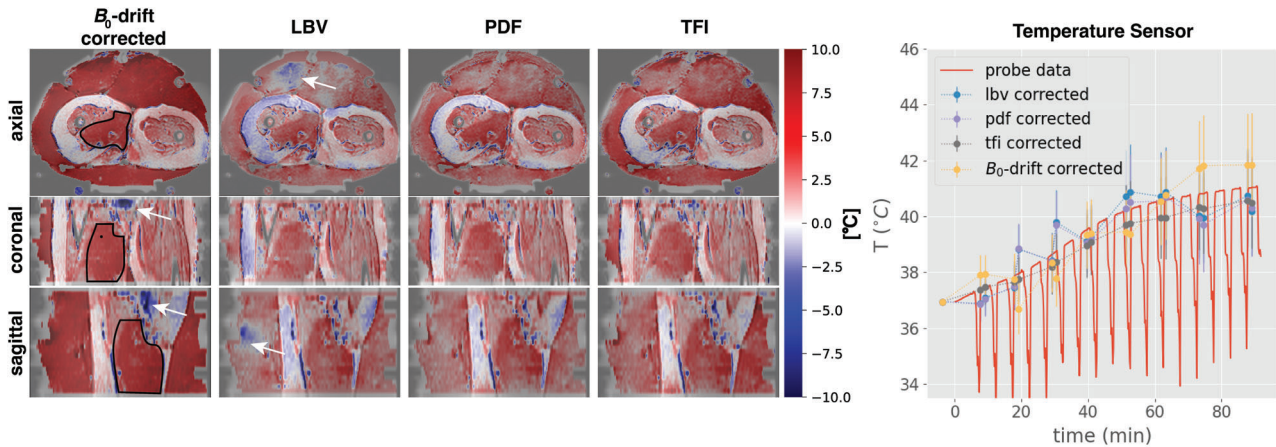 B₀-drift
corrected
LBV
PDF
TFI
axial
coronal
sagittal
10.0
7.5
5.0
2.5
0.0
−2.5
−5.0
−7.5
−10.0
[°C]
Temperature Sensor
probe data
lbv corrected
pdf corrected
tfi corrected
B₀-drift corrected
46
44
42
40
38
36
34
T (°C)
0
20
40
60
80
time (min)